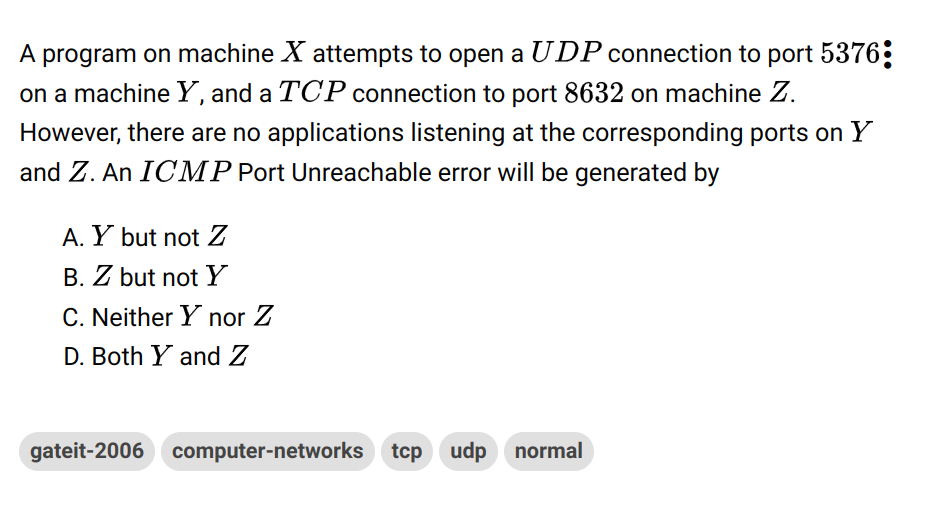 A program on machine X attempts to open a UDP connection to port 5376
on a machine Y, and a TCP connection to port 8632 on machine Z.
However, there are no applications listening at the corresponding ports on Y
and Z. An ICMP Port Unreachable error will be generated by
A. Y but not Z
B. Z but not Y
C. Neither Y nor Z
D. Both Y and Z
gateit-2006 computer-networks tcp udp normal